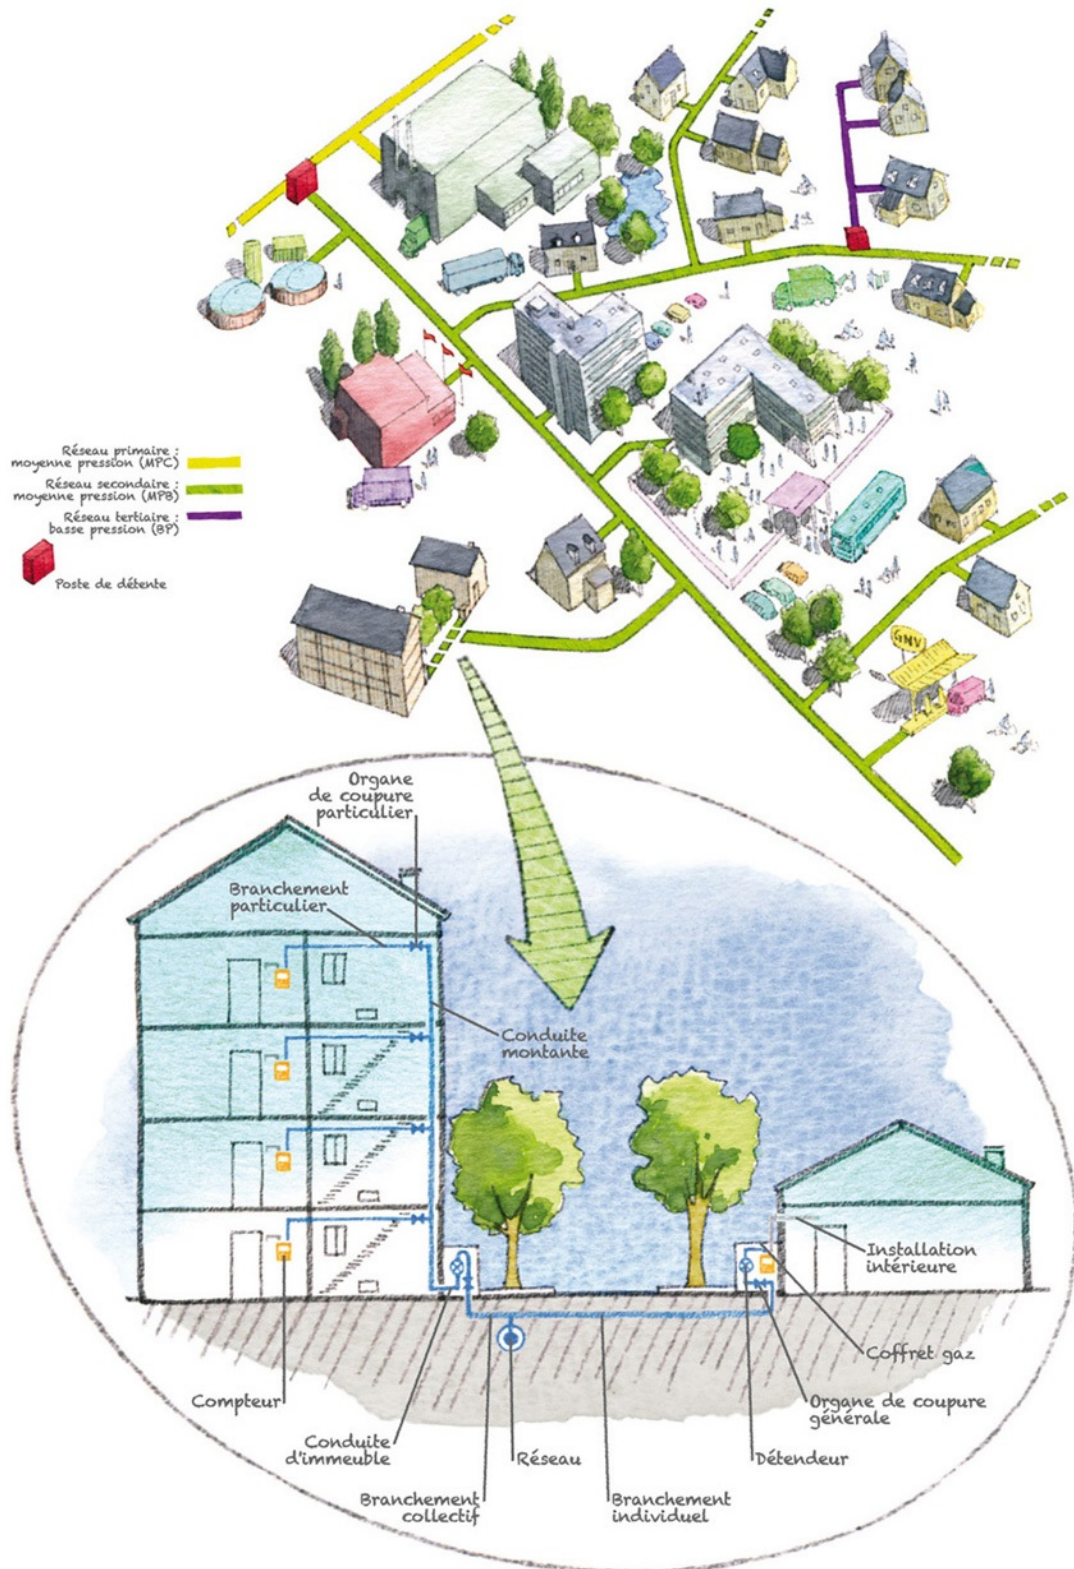 Réseau primaire :
moyenne pression (MPC)
Réseau secondaire :
moyenne pression (MPB)
Réseau tertiaire :
basse pression (BP)
Poste de détente
GNV
Organe
de coupure
particulier
Branchement
particulier
Conduite
montante
Installation
intérieure
Coffret gaz
Compteur
Organe de coupure
générale
Conduite
d'immeuble
Réseau
Détendeur
Branchement
collectif
Branchement
individuel